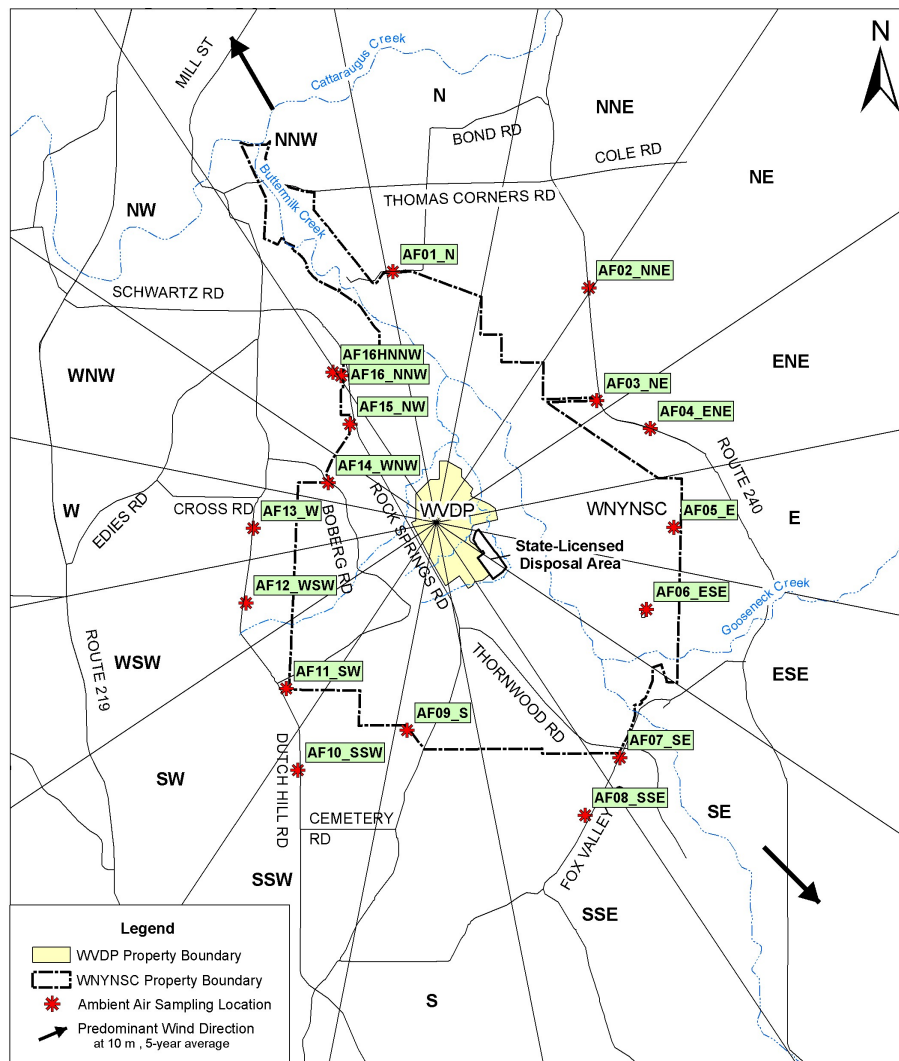 N
MILL ST
Cattaraugus Creek
N
NNE
NNW
BOND RD
COLE RD
Buttermilk Creek
THOMAS CORNERS RD
NE
NW
AF01_N
AF02_NNE
SCHWARTZ RD
AF16HNNW
AF16_NNW
WNW
ENE
AF03_NE
AF15_NW
AF04_ENE
ROUTE 240
AF14_WNW
ROCK SPRINGS RD
WVDP
WNYNSC
W
EDIES RD
CROSS RD
AF13_W
BOBERG RD
AF05_E
E
State-Licensed
Disposal Area
AF12_WSW
AF06_ESE
Gooseneck Creek
ROUTE 219
WSW
AF11_SW
THORNWOOD RD
ESE
AF09_S
DUTCH HILL RD
AF10_SSW
AF07_SE
SW
AF08_SSE
SE
CEMETERY
RD
FOX VALLEY
SSW
SSE
S
Legend
WVDP Property Boundary
WNYNSC Property Boundary
Ambient Air Sampling Location
Predominant Wind Direction
at 10 m , 5-year average